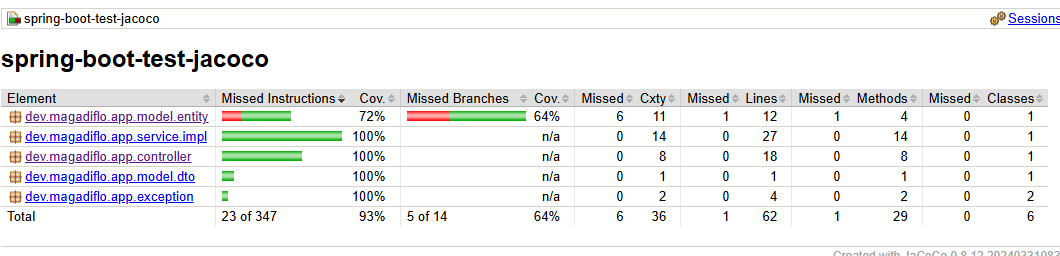 spring-boot-test-jacoco Sessions
spring-boot-test-jacoco
Element Missed Instructions Cov. Missed Branches Cov. Missed Cxty Missed Lines Missed Methods Missed Classes
dev.magadiflo.app.model.entity 72% 64% 6 11 1 12 1 4 0 1
dev.magadiflo.app.service.impl 100% n/a 0 14 0 27 0 14 0 1
dev.magadiflo.app.controller 100% n/a 0 8 0 18 0 8 0 1
dev.magadiflo.app.model.dto 100% n/a 0 1 0 1 0 1 0 1
dev.magadiflo.app.exception 100% n/a 0 2 0 4 0 2 0 2
Total 23 of 347 93% 5 of 14 64% 6 36 1 62 1 29 0 6
Created with JaCoCo 0.8.12.20240331083